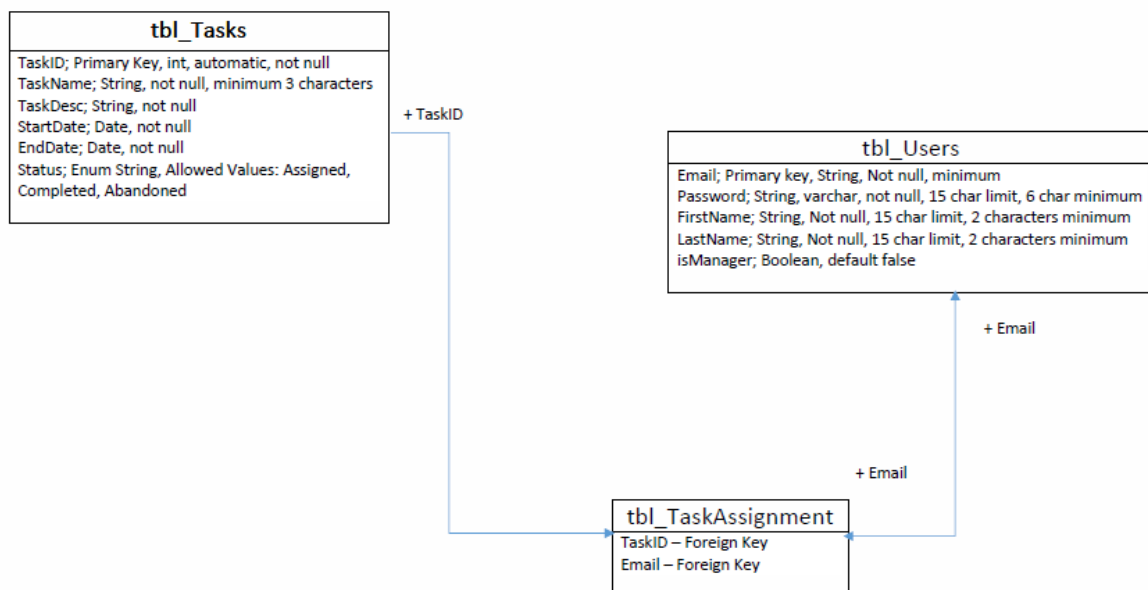 tbl_Tasks
TaskID; Primary Key, int, automatic, not null
TaskName; String, not null, minimum 3 characters
TaskDesc; String, not null
StartDate; Date, not null
EndDate; Date, not null
Status; Enum String, Allowed Values: Assigned,
Completed, Abandoned
+ TaskID
tbl_Users
Email; Primary key, String, Not null, minimum
Password; String, varchar, not null, 15 char limit, 6 char minimum
FirstName; String, Not null, 15 char limit, 2 characters minimum
LastName; String, Not null, 15 char limit, 2 characters minimum
isManager; Boolean, default false
+ Email
+ Email
tbl_TaskAssignment
TaskID – Foreign Key
Email – Foreign Key